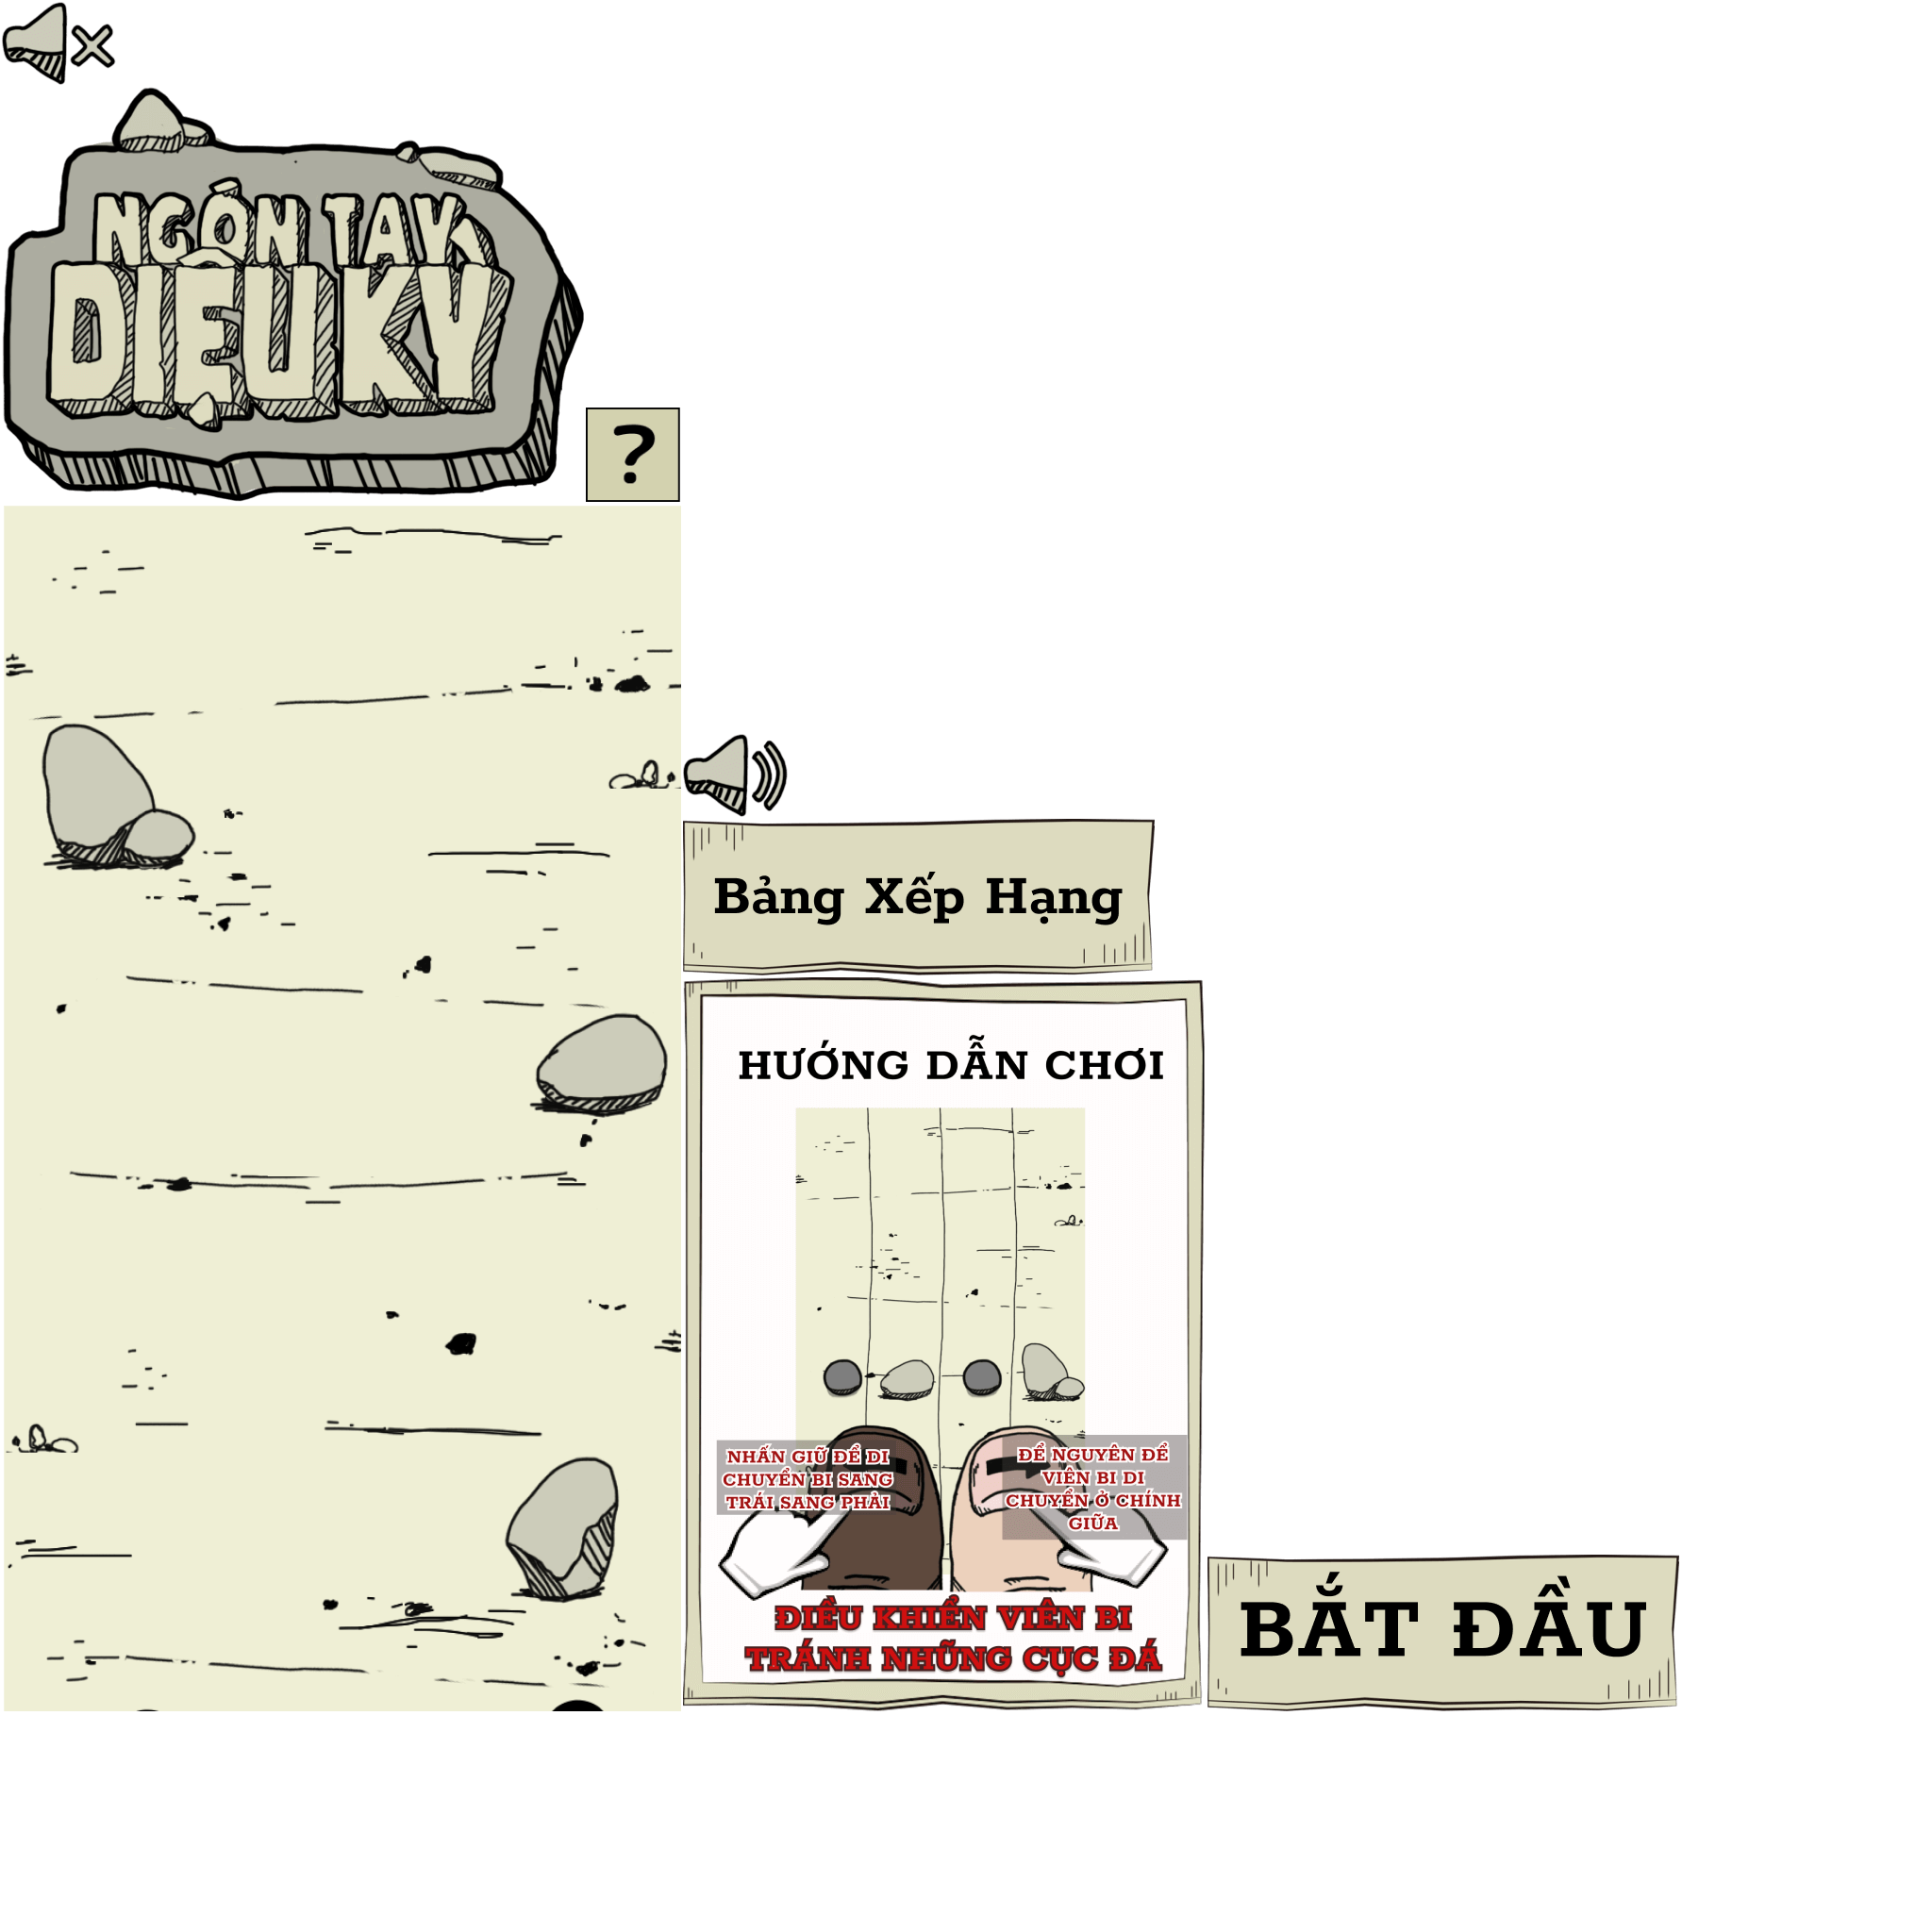 NGÓN TAY
DIỆU KỲ
?
Bảng Xếp Hạng
HƯỚNG DẪN CHƠI
NHẤN GIỮ ĐỂ DI
CHUYỂN BI SANG
TRÁI SANG PHẢI
ĐỂ NGUYÊN ĐỂ
VIÊN BI DI
CHUYỂN Ở CHÍNH
GIỮA
ĐIỀU KHIỂN VIÊN BI
TRÁNH NHŨNG CỤC ĐÁ
BẮT ĐẦU